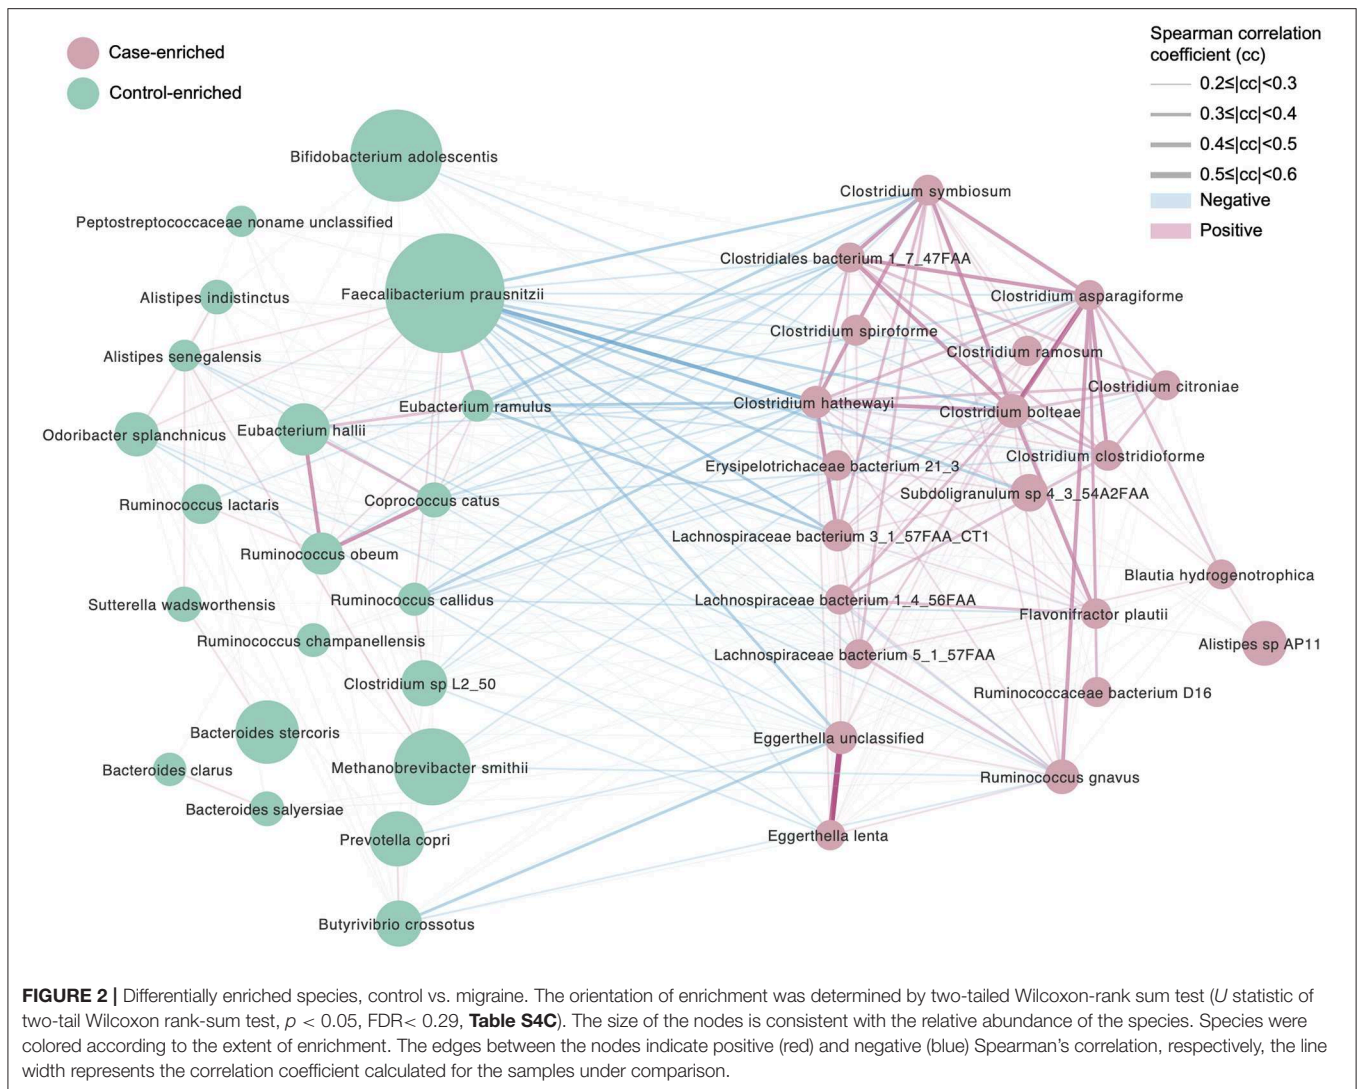 Case-enriched
Control-enriched
Spearman correlation
coefficient (cc)
0.2≤|cc|<0.3
0.3≤|cc|<0.4
0.4≤|cc|<0.5
0.5≤|cc|<0.6
Negative
Positive
Bifidobacterium adolescentis
Peptostreptococcaceae noname unclassified
Faecalibacterium prausnitzii
Alistipes indistinctus
Alistipes senegalensis
Eubacterium ramulus
Odoribacter splanchnicus
Eubacterium hallii
Ruminococcus lactaris
Coprococcus catus
Ruminococcus obeum
Sutterella wadsworthensis
Ruminococcus callidus
Ruminococcus champanellensis
Clostridium sp L2_50
Bacteroides stercoris
Bacteroides clarus
Methanobrevibacter smithii
Bacteroides salyersiae
Prevotella copri
Butyrivibrio crossotus
Clostridium symbiosum
Clostridiales bacterium 1_7_47FAA
Clostridium asparagiforme
Clostridium spiroforme
Clostridium ramosum
Clostridium citroniae
Clostridium hathewayi
Clostridium bolteae
Clostridium clostridioforme
Erysipelotrichaceae bacterium 21_3
Subdoligranulum sp 4_3_54A2FAA
Lachnospiraceae bacterium 3_1_57FAA_CT1
Blautia hydrogenotrophica
Lachnospiraceae bacterium 1_4_56FAA
Flavonifractor plautii
Lachnospiraceae bacterium 5_1_57FAA
Alistipes sp AP11
Ruminococcaceae bacterium D16
Eggerthella unclassified
Ruminococcus gnavus
Eggerthella lenta
FIGURE 2 | Differentially enriched species, control vs. migraine. The orientation of enrichment was determined by two-tailed Wilcoxon-rank sum test (U statistic of
two-tail Wilcoxon rank-sum test, p < 0.05, FDR< 0.29, Table S4C). The size of the nodes is consistent with the relative abundance of the species. Species were
colored according to the extent of enrichment. The edges between the nodes indicate positive (red) and negative (blue) Spearman's correlation, respectively, the line
width represents the correlation coefficient calculated for the samples under comparison.